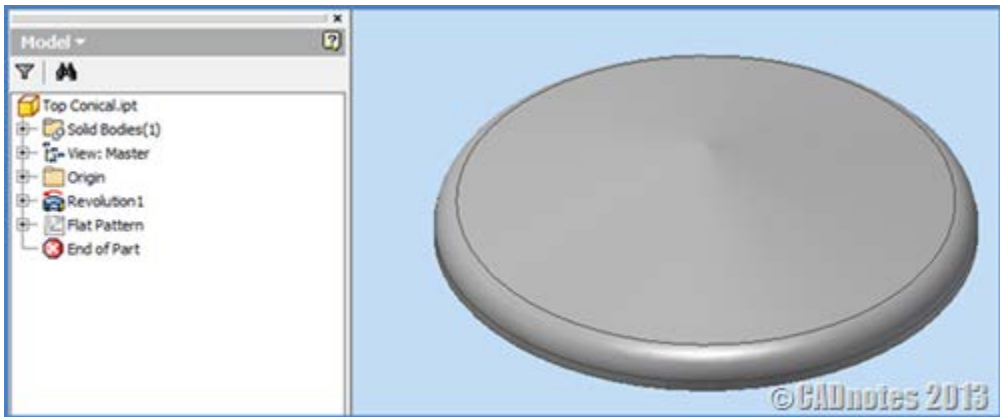 Model
Top Conical.ipt
Solid Bodies(1)
View: Master
Origin
Revolution1
Flat Pattern
End of Part
©CADnotes 2013